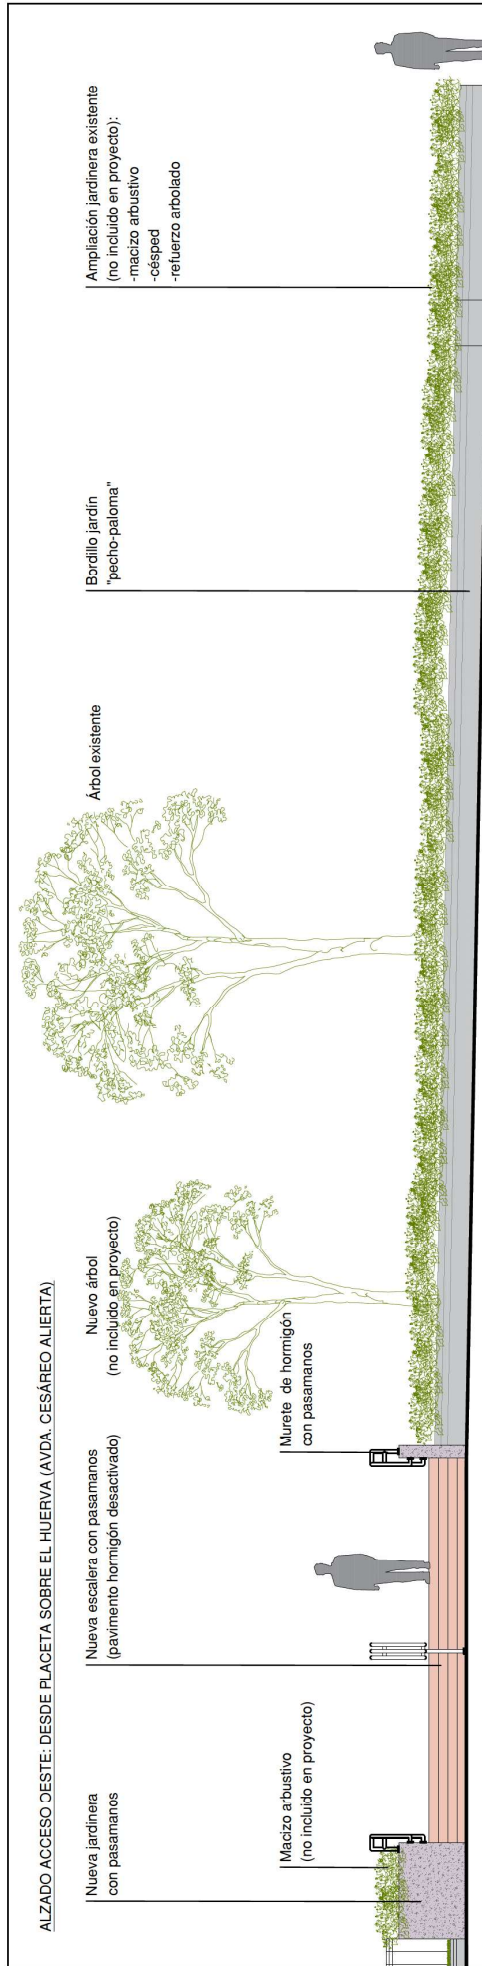 ALZADO ACCESO OESTE: DESDE PLACETA SOBRE EL HUERVA (AVDA. CESÁREO ALIERTA)
Nueva jardinera
con pasamanos
Macizo arbustivo
(no incluido en proyecto)
Nueva escalera con pasamanos
(pavimento hormigón desactivado)
Murete de hormigón
con pasamanos
Nuevo árbol
(no incluido en proyecto)
Árbol existente
Bordillo jardín
"pecho-paloma"
Ampliación jardinera existente
(no incluido en proyecto):
-macizo arbustivo
-césped
-refuerzo arbolado